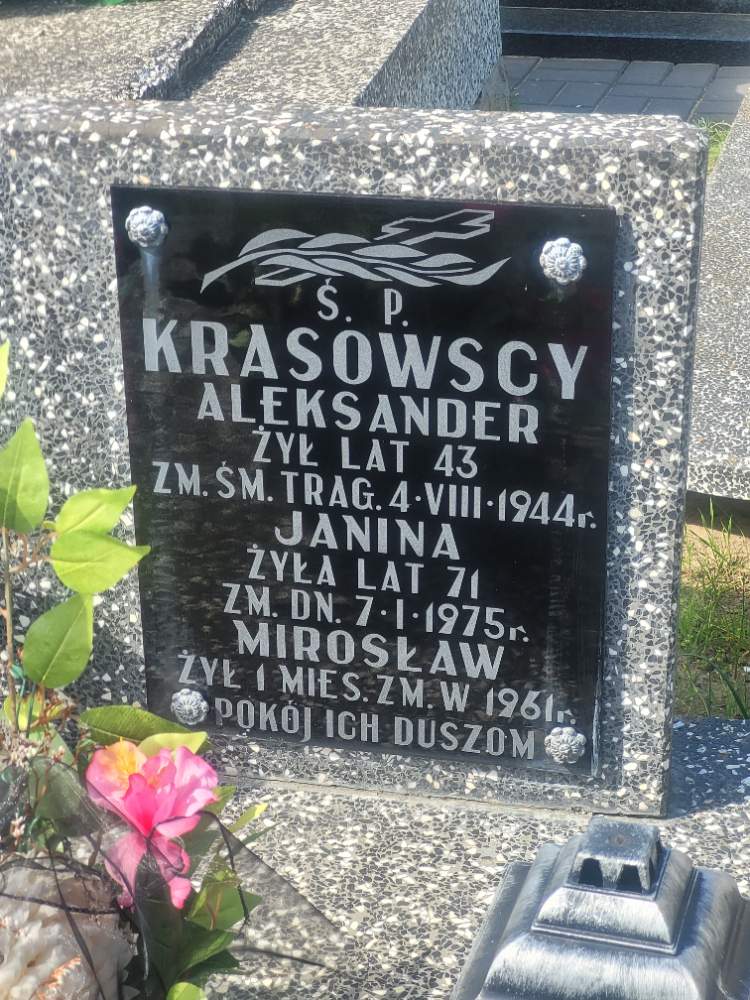 Ś. P.
KRASOWSCY
ALEKSANDER
ŻYŁ LAT 43
ZM. ŚM. TRAG. 4·VIII·1944r.
JANINA
ŻYŁA LAT 71
ZM. DN. 7·I·1975r.
MIROSŁAW
ŻYŁ 1 MIES. ZM. W 1961r.
POKÓJ ICH DUSZOM